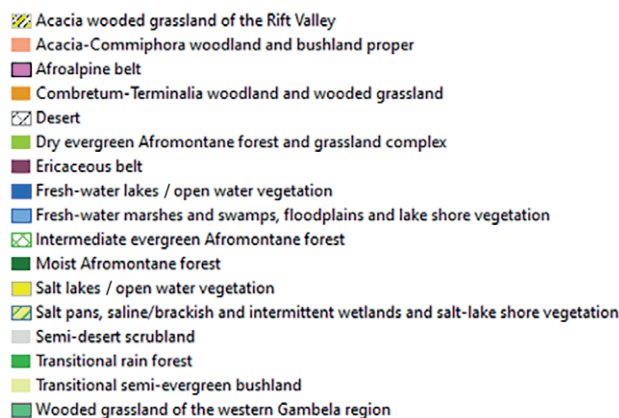 Acacia wooded grassland of the Rift Valley
Acacia-Commiphora woodland and bushland proper
Afroalpine belt
Combretum-Terminalia woodland and wooded grassland
Desert
Dry evergreen Afromontane forest and grassland complex
Ericaceous belt
Fresh-water lakes / open water vegetation
Fresh-water marshes and swamps, floodplains and lake shore vegetation
Intermediate evergreen Afromontane forest
Moist Afromontane forest
Salt lakes / open water vegetation
Salt pans, saline/brackish and intermittent wetlands and salt-lake shore vegetation
Semi-desert scrubland
Transitional rain forest
Transitional semi-evergreen bushland
Wooded grassland of the western Gambela region